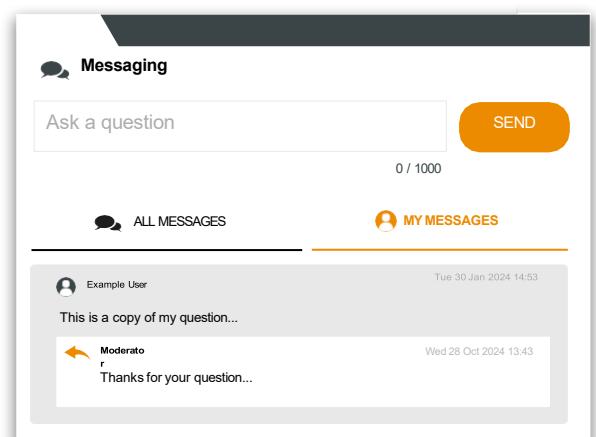 Messaging
Ask a question
SEND
0 / 1000
ALL MESSAGES
MY MESSAGES
Example User
Tue 30 Jan 2024 14:53
This is a copy of my question...
Moderato
r
Wed 28 Oct 2024 13:43
Thanks for your question...